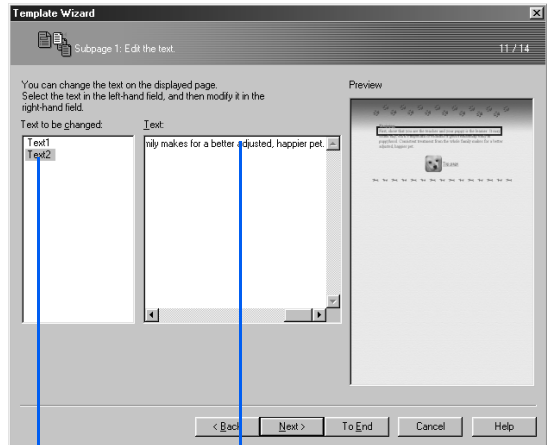 Template Wizard
Subpage 1: Edit the text.
11 / 14
You can change the text on the displayed page.
Select the text in the left-hand field, and then modify it in the
right-hand field.
Preview
Text to be changed:
Text:
Text1
Text2
mily makes for a better adjusted, happier pet.
< Back
Next >
To End
Cancel
Help